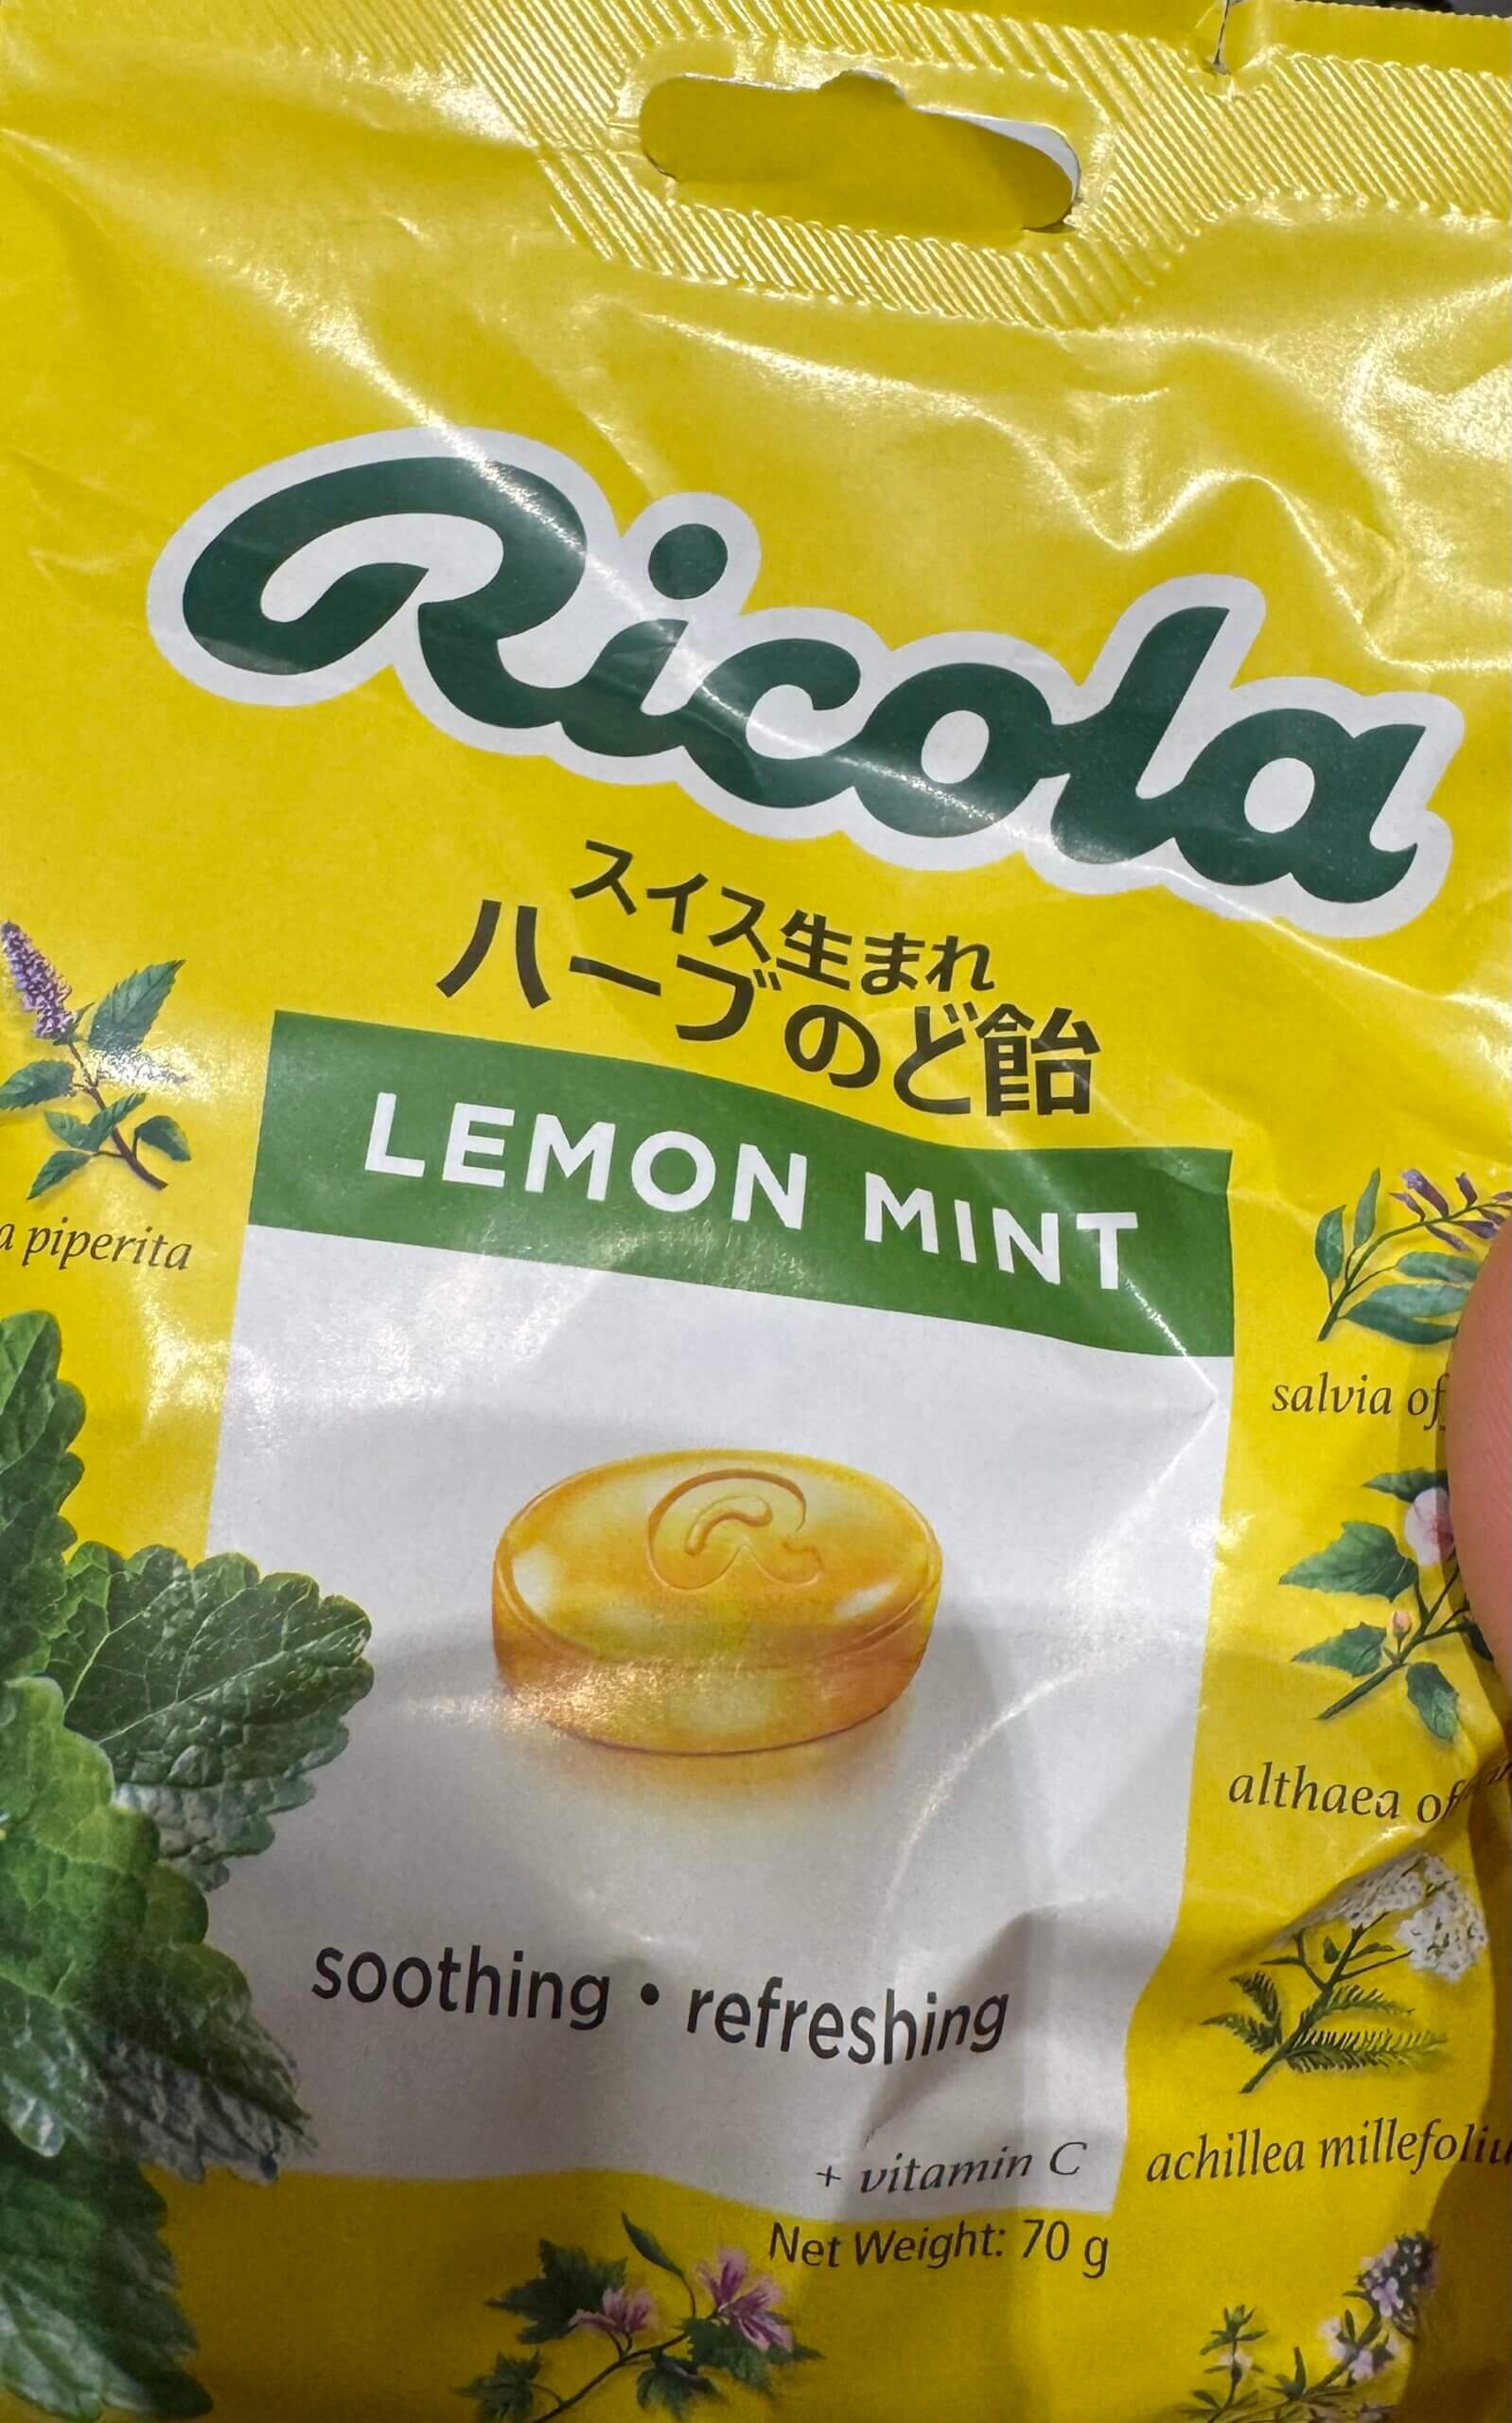 Ricola
スイス生まれ
ハーブのど飴
LEMON MINT
piperita
salvia
althaea
soothing • refreshing
+ vitamin C
achillea
Net Weight: 70 g